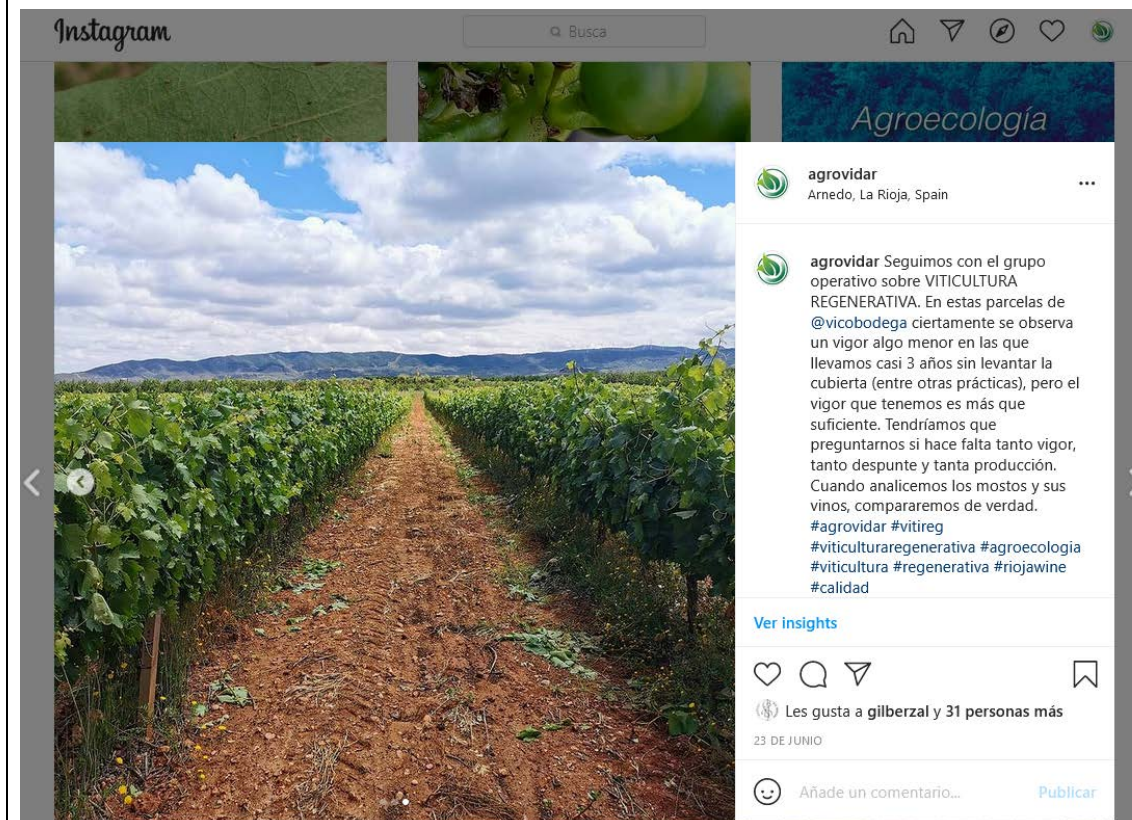 Instagram
Busca
Agroecología
agrovidar
Arnedo, La Rioja, Spain
agrovidar Seguimos con el grupo
operativo sobre VITICULTURA
REGENERATIVA. En estas parcelas de
@vicobodega ciertamente se observa
un vigor algo menor en las que
llevamos casi 3 años sin levantar la
cubierta (entre otras prácticas), pero el
vigor que tenemos es más que
suficiente. Tendríamos que
preguntarnos si hace falta tanto vigor,
tanto despunte y tanta producción.
Cuando analicemos los mostos y sus
vinos, compararemos de verdad.
#agrovidar #vitireg
#viticulturaregenerativa #agroecologia
#viticultura #regenerativa #riojawine
#calidad
Ver insights
Les gusta a gilberzal y 31 personas más
23 DE JUNIO
Añade un comentario...
Publicar